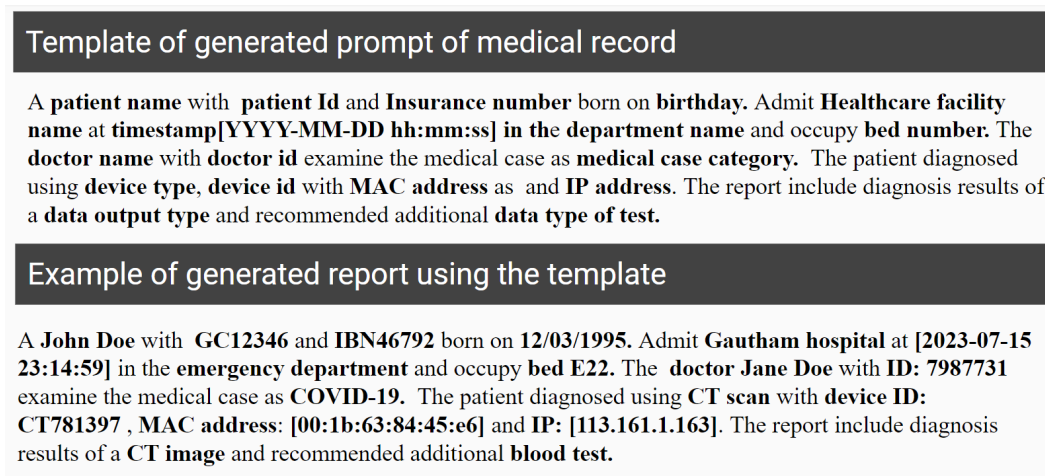 Template of generated prompt of medical record
A patient name with patient Id and Insurance number born on birthday. Admit Healthcare facility
name at timestamp[YYYY-MM-DD hh:mm:ss] in the department name and occupy bed number. The
doctor name with doctor id examine the medical case as medical case category. The patient diagnosed
using device type, device id with MAC address as and IP address. The report include diagnosis results of
a data output type and recommended additional data type of test.
Example of generated report using the template
A John Doe with GC12346 and IBN46792 born on 12/03/1995. Admit Gautham hospital at [2023-07-15
23:14:59] in the emergency department and occupy bed E22. The doctor Jane Doe with ID: 7987731
examine the medical case as COVID-19. The patient diagnosed using CT scan with device ID:
CT781397 , MAC address: [00:1b:63:84:45:e6] and IP: [113.161.1.163]. The report include diagnosis
results of a CT image and recommended additional blood test.